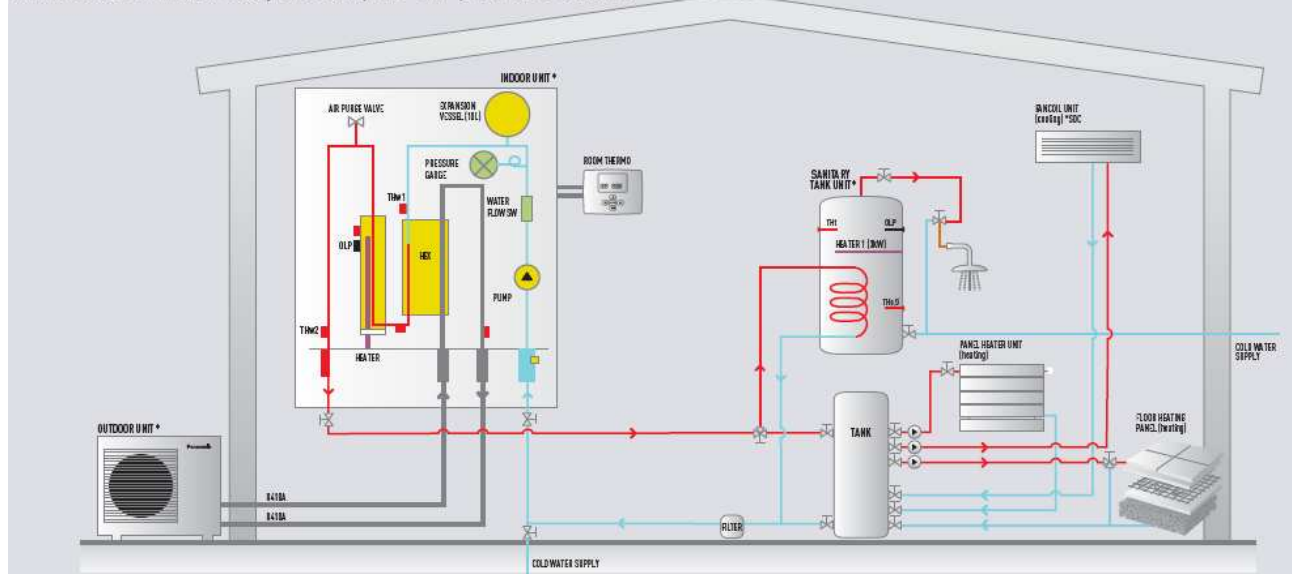 INDOOR UNIT *
AIR PURGE VALVE
EXPANSION
VESSEL (10L)
PRESSURE
GAUGE
THw1
WATER
FLOW SW
OLP
HEX
PUMP
THw2
HEATER
ROOM THERMO
FANCOIL UNIT
(cooling) *SDC
SANITARY
TANK UNIT*
TH1
OLP
HEATER 1 (3kW)
THs.5
COLD WATER
SUPPLY
PANEL HEATER UNIT
(heating)
FLOOR HEATING
PANEL (heating)
TANK
OUTDOOR UNIT *
Panasonic
R410A
R410A
FILTER
COLD WATER SUPPLY